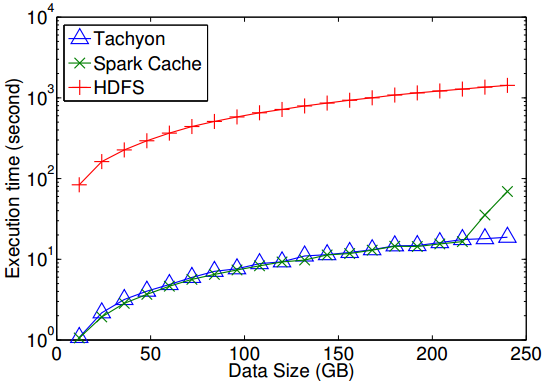 Execution time (second)
10^4
10^3
10^2
10^1
10^0
Tachyon
Spark Cache
HDFS
0 50 100 150 200 250
Data Size (GB)